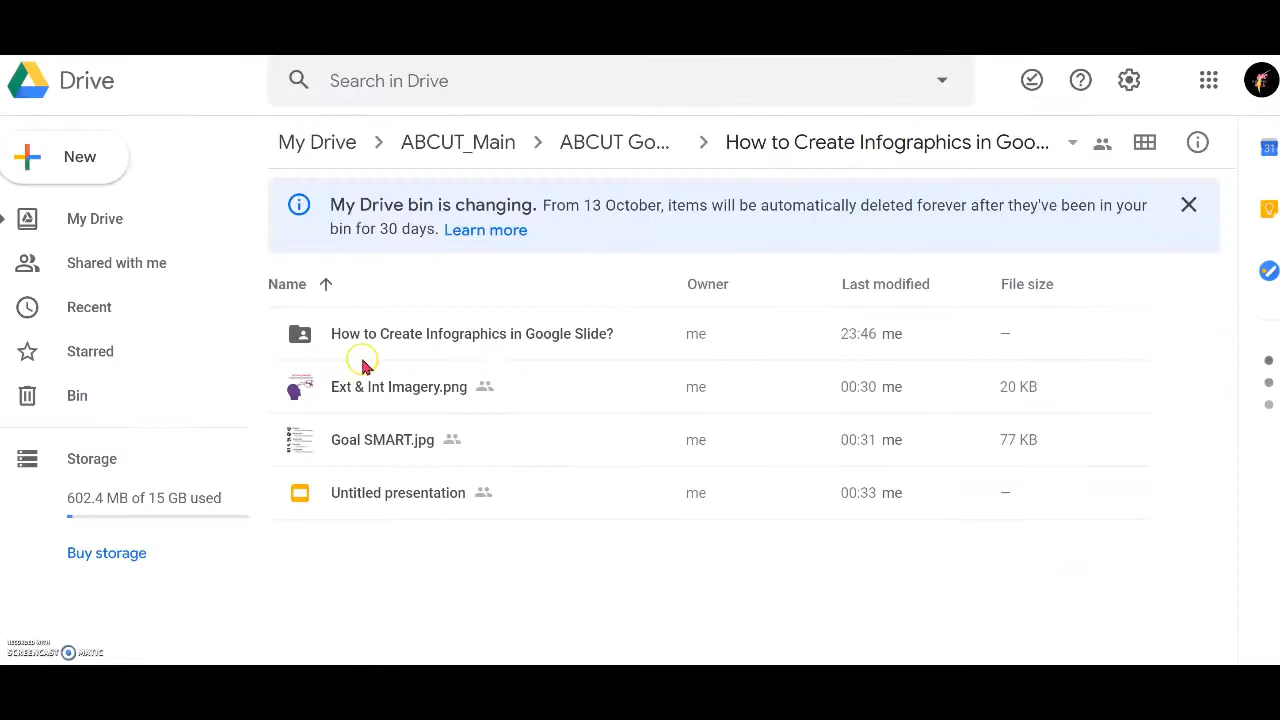 Drive
Search in Drive
New
My Drive > ABCUT_Main > ABCUT Go... > How to Create Infographics in Goo...
My Drive bin is changing. From 13 October, items will be automatically deleted forever after they've been in your
bin for 30 days. Learn more
My Drive
Shared with me
Recent
Starred
Bin
Storage
602.4 MB of 15 GB used
Buy storage
Name Owner Last modified File size
How to Create Infographics in Google Slide? me 23:46 me —
Ext & Int Imagery.png me 00:30 me 20 KB
Goal SMART.jpg me 00:31 me 77 KB
Untitled presentation me 00:33 me —
31
RECORDED WITH
SCREENCAST MATIC